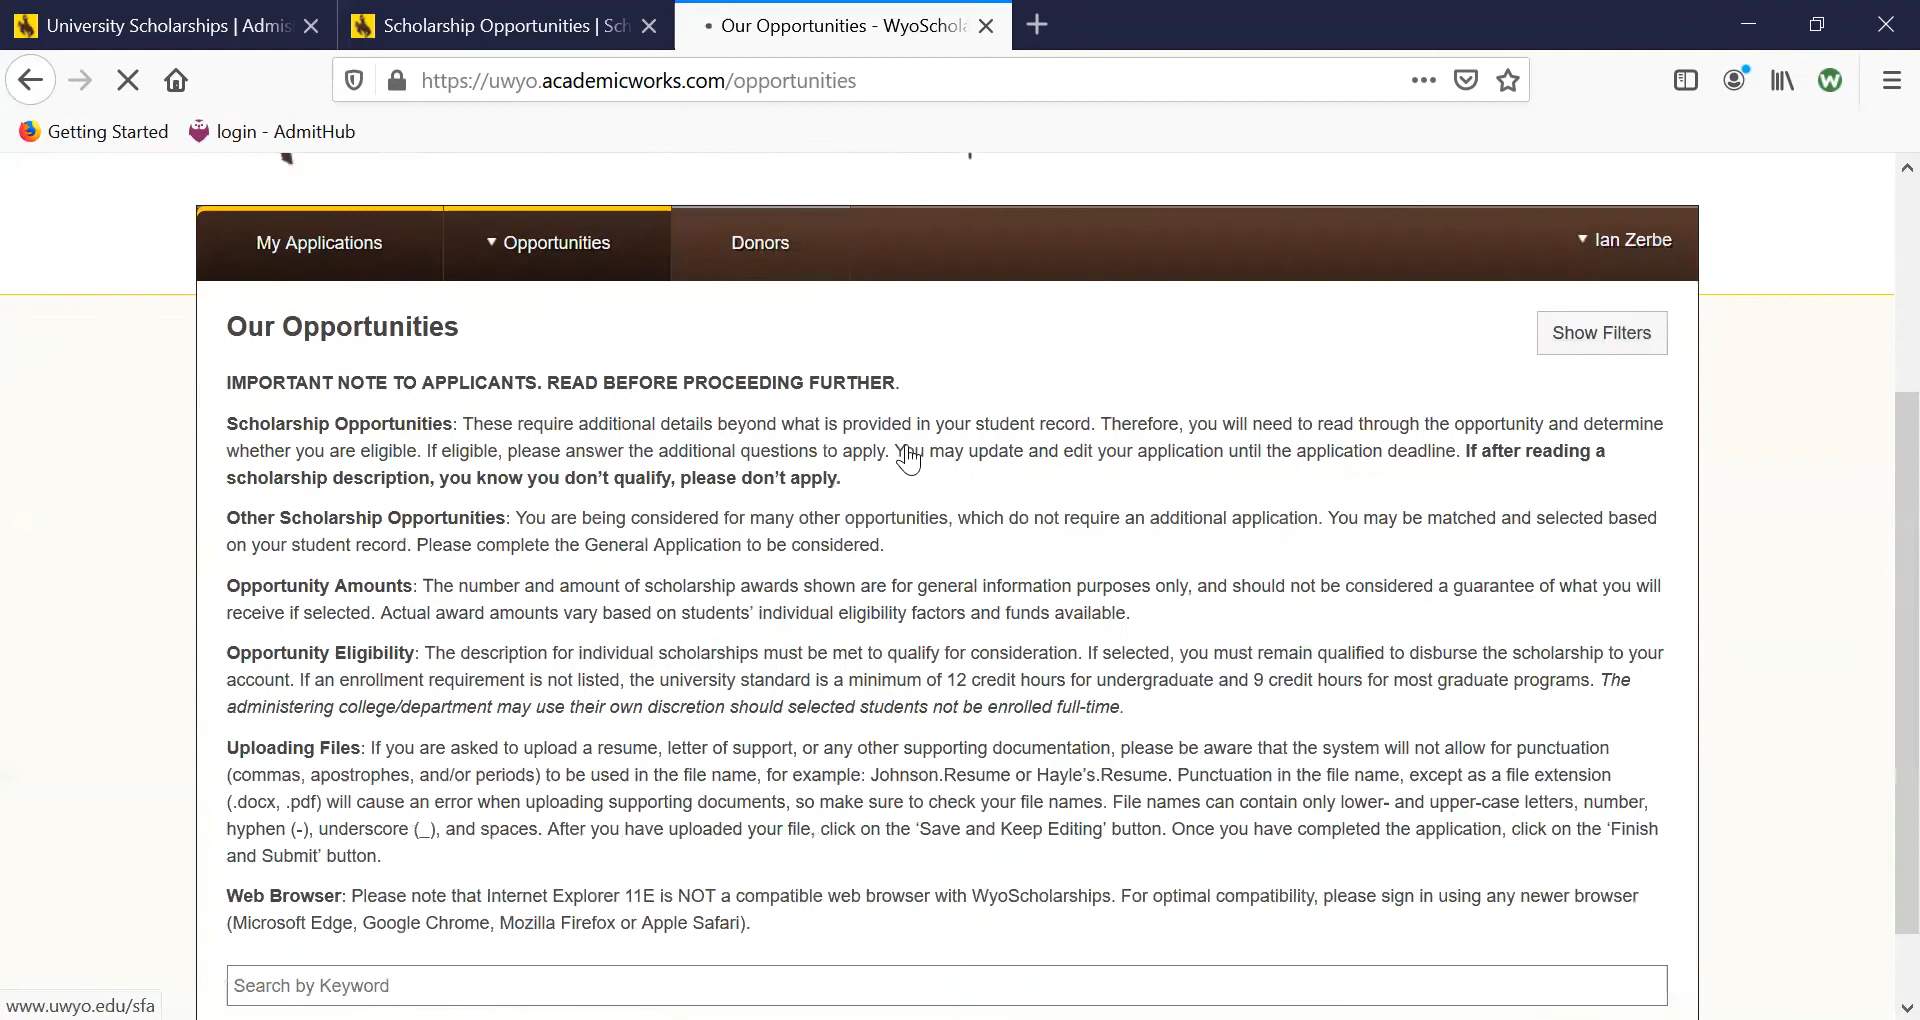 University Scholarships | Admis
Scholarship Opportunities | Sch
Our Opportunities - WyoSchola
https://uwyo.academicworks.com/opportunities
Getting Started
login - AdmitHub
My Applications
Opportunities
Donors
Ian Zerbe
Our Opportunities
Show Filters
IMPORTANT NOTE TO APPLICANTS. READ BEFORE PROCEEDING FURTHER.
Scholarship Opportunities: These require additional details beyond what is provided in your student record. Therefore, you will need to read through the opportunity and determine
whether you are eligible. If eligible, please answer the additional questions to apply. You may update and edit your application until the application deadline. If after reading a
scholarship description, you know you don’t qualify, please don’t apply.
Other Scholarship Opportunities: You are being considered for many other opportunities, which do not require an additional application. You may be matched and selected based
on your student record. Please complete the General Application to be considered.
Opportunity Amounts: The number and amount of scholarship awards shown are for general information purposes only, and should not be considered a guarantee of what you will
receive if selected. Actual award amounts vary based on students’ individual eligibility factors and funds available.
Opportunity Eligibility: The description for individual scholarships must be met to qualify for consideration. If selected, you must remain qualified to disburse the scholarship to your
account. If an enrollment requirement is not listed, the university standard is a minimum of 12 credit hours for undergraduate and 9 credit hours for most graduate programs. The
administering college/department may use their own discretion should selected students not be enrolled full-time.
Uploading Files: If you are asked to upload a resume, letter of support, or any other supporting documentation, please be aware that the system will not allow for punctuation
(commas, apostrophes, and/or periods) to be used in the file name, for example: Johnson.Resume or Hayle’s.Resume. Punctuation in the file name, except as a file extension
(.docx, .pdf) will cause an error when uploading supporting documents, so make sure to check your file names. File names can contain only lower- and upper-case letters, number,
hyphen (-), underscore (_), and spaces. After you have uploaded your file, click on the ‘Save and Keep Editing’ button. Once you have completed the application, click on the ‘Finish
and Submit’ button.
Web Browser: Please note that Internet Explorer 11E is NOT a compatible web browser with WyoScholarships. For optimal compatibility, please sign in using any newer browser
(Microsoft Edge, Google Chrome, Mozilla Firefox or Apple Safari).
Search by Keyword
www.uwyo.edu/sfa